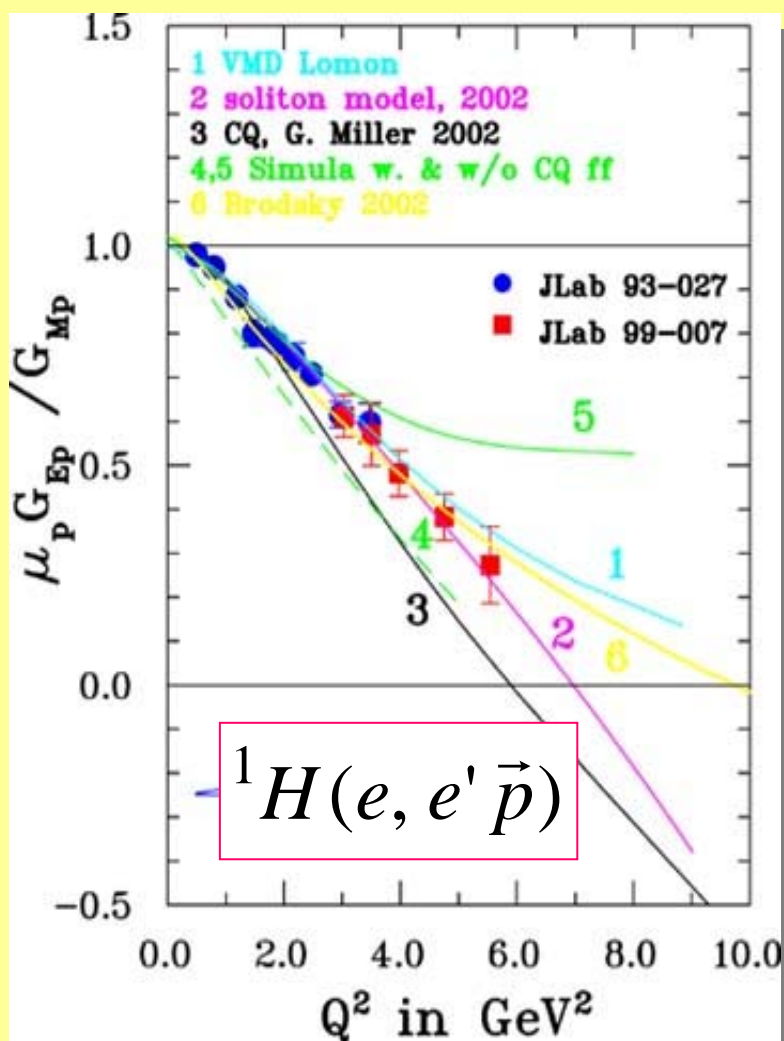 1.5
1 VMD Lomon
2 soliton model, 2002
3 CQ, G. Miller 2002
4,5 Simula w. & w/o CQ ff
6 Brodsky 2002
1.0
JLab 93-027
JLab 99-007
μ_p G_Ep /G_Mp
5
0.5
4
1
3
2
6
0.0
¹H(e, e' p⃗)
−0.5
0.0 2.0 4.0 6.0 8.0 10.0
Q² in GeV²